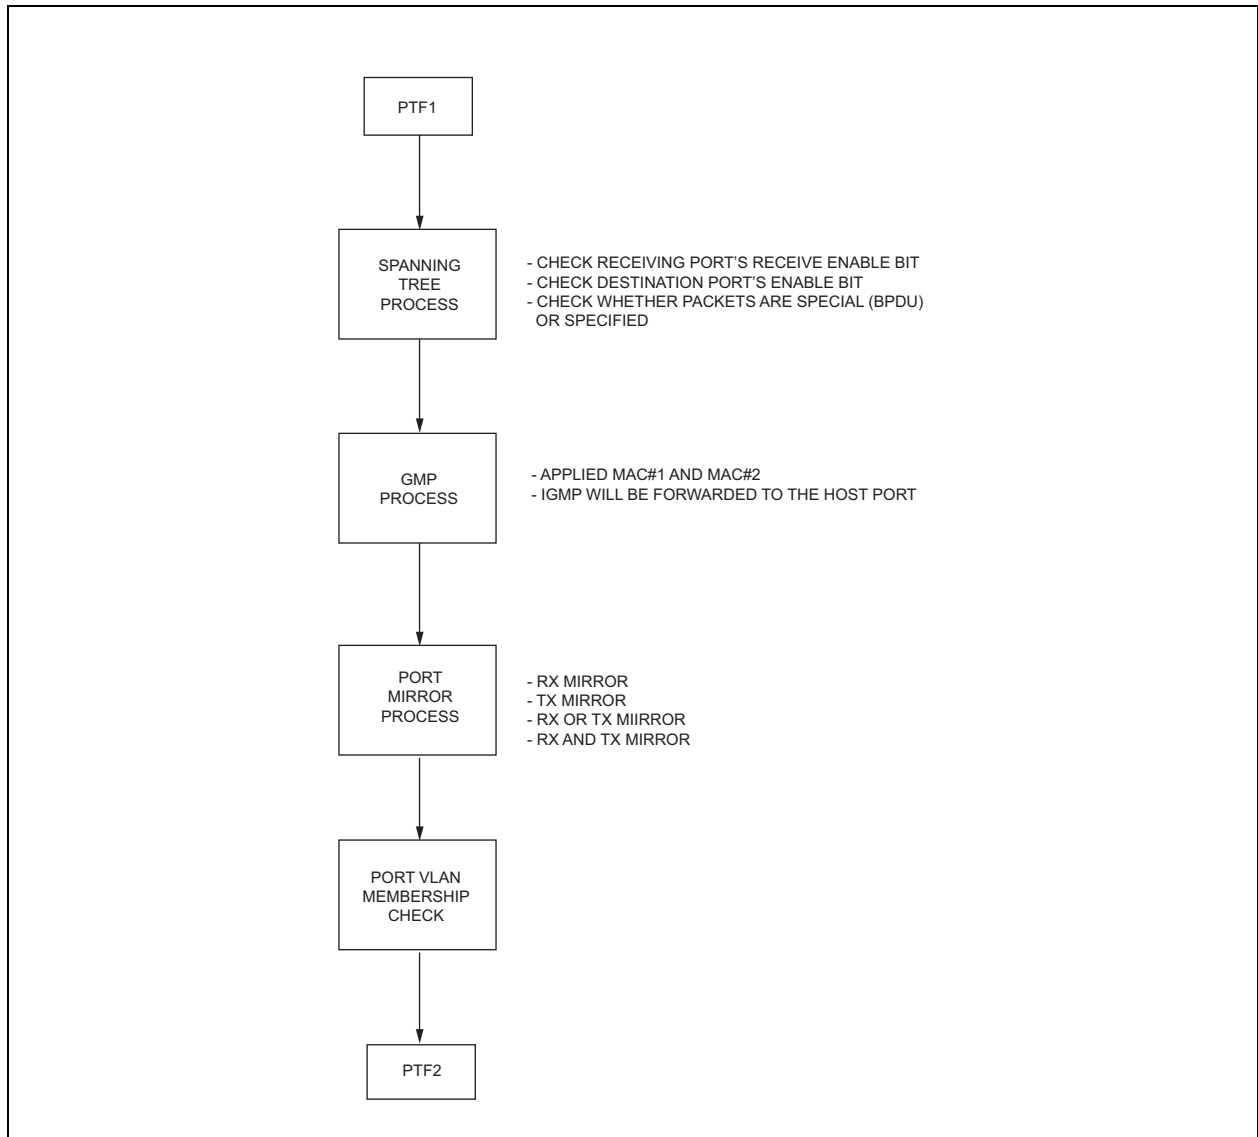 PTF1
SPANNING
TREE
PROCESS
- CHECK RECEIVING PORT'S RECEIVE ENABLE BIT
- CHECK DESTINATION PORT'S ENABLE BIT
- CHECK WHETHER PACKETS ARE SPECIAL (BPDU)
OR SPECIFIED
GMP
PROCESS
- APPLIED MAC#1 AND MAC#2
- IGMP WILL BE FORWARDED TO THE HOST PORT
PORT
MIRROR
PROCESS
- RX MIRROR
- TX MIRROR
- RX OR TX MIIRROR
- RX AND TX MIRROR
PORT VLAN
MEMBERSHIP
CHECK
PTF2